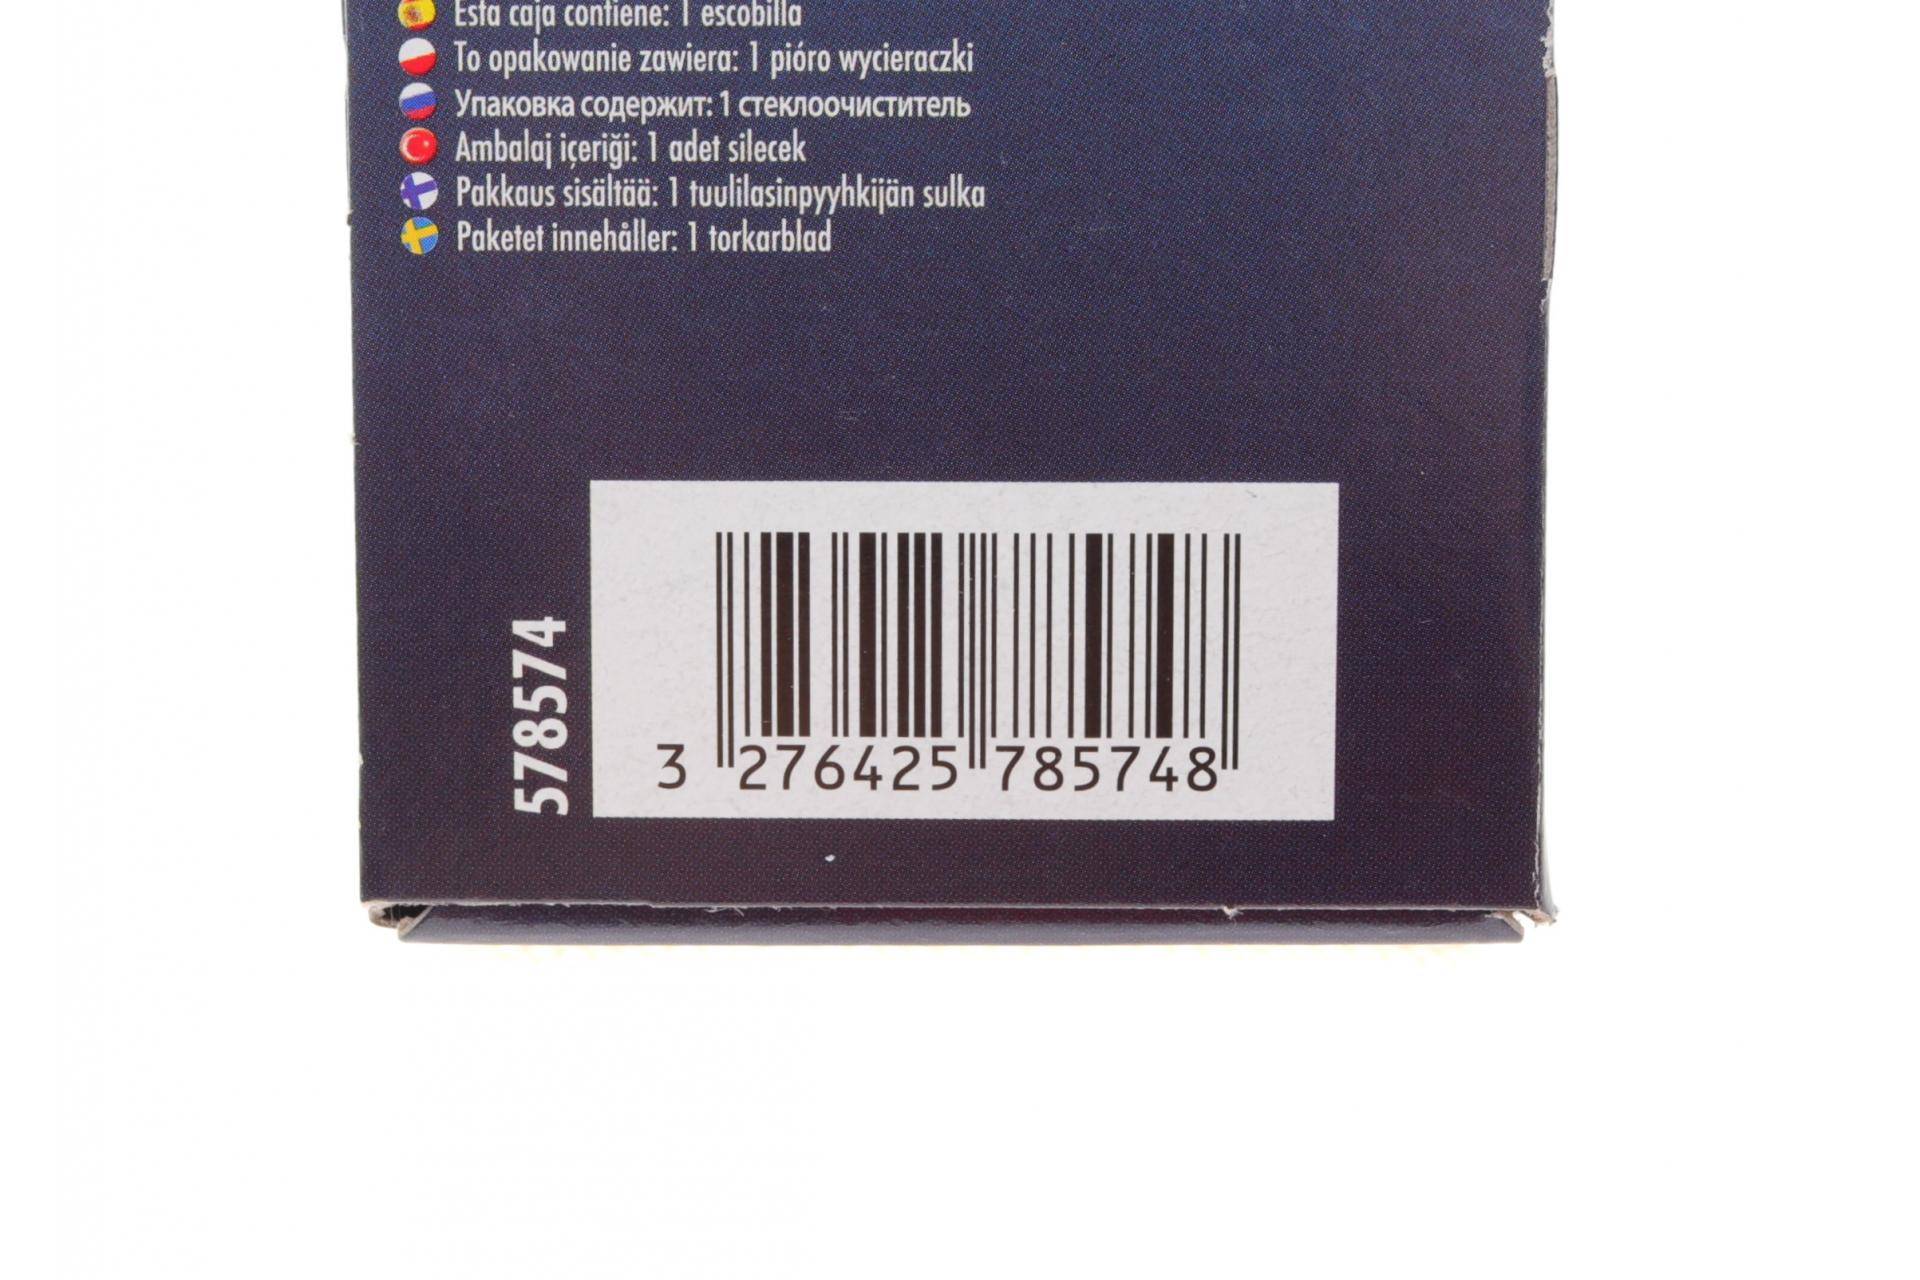 Esta caja contiene: 1 escobilla
To opakowanie zawiera: 1 pióro wycieraczki
Упаковка содержит: 1 стеклоочиститель
Ambalaj içeriği: 1 adet silecek
Pakkaus sisältää: 1 tuulilasinpyyhkijän sulka
Paketet innehåller: 1 torkarblad
578574
3 276425 785748